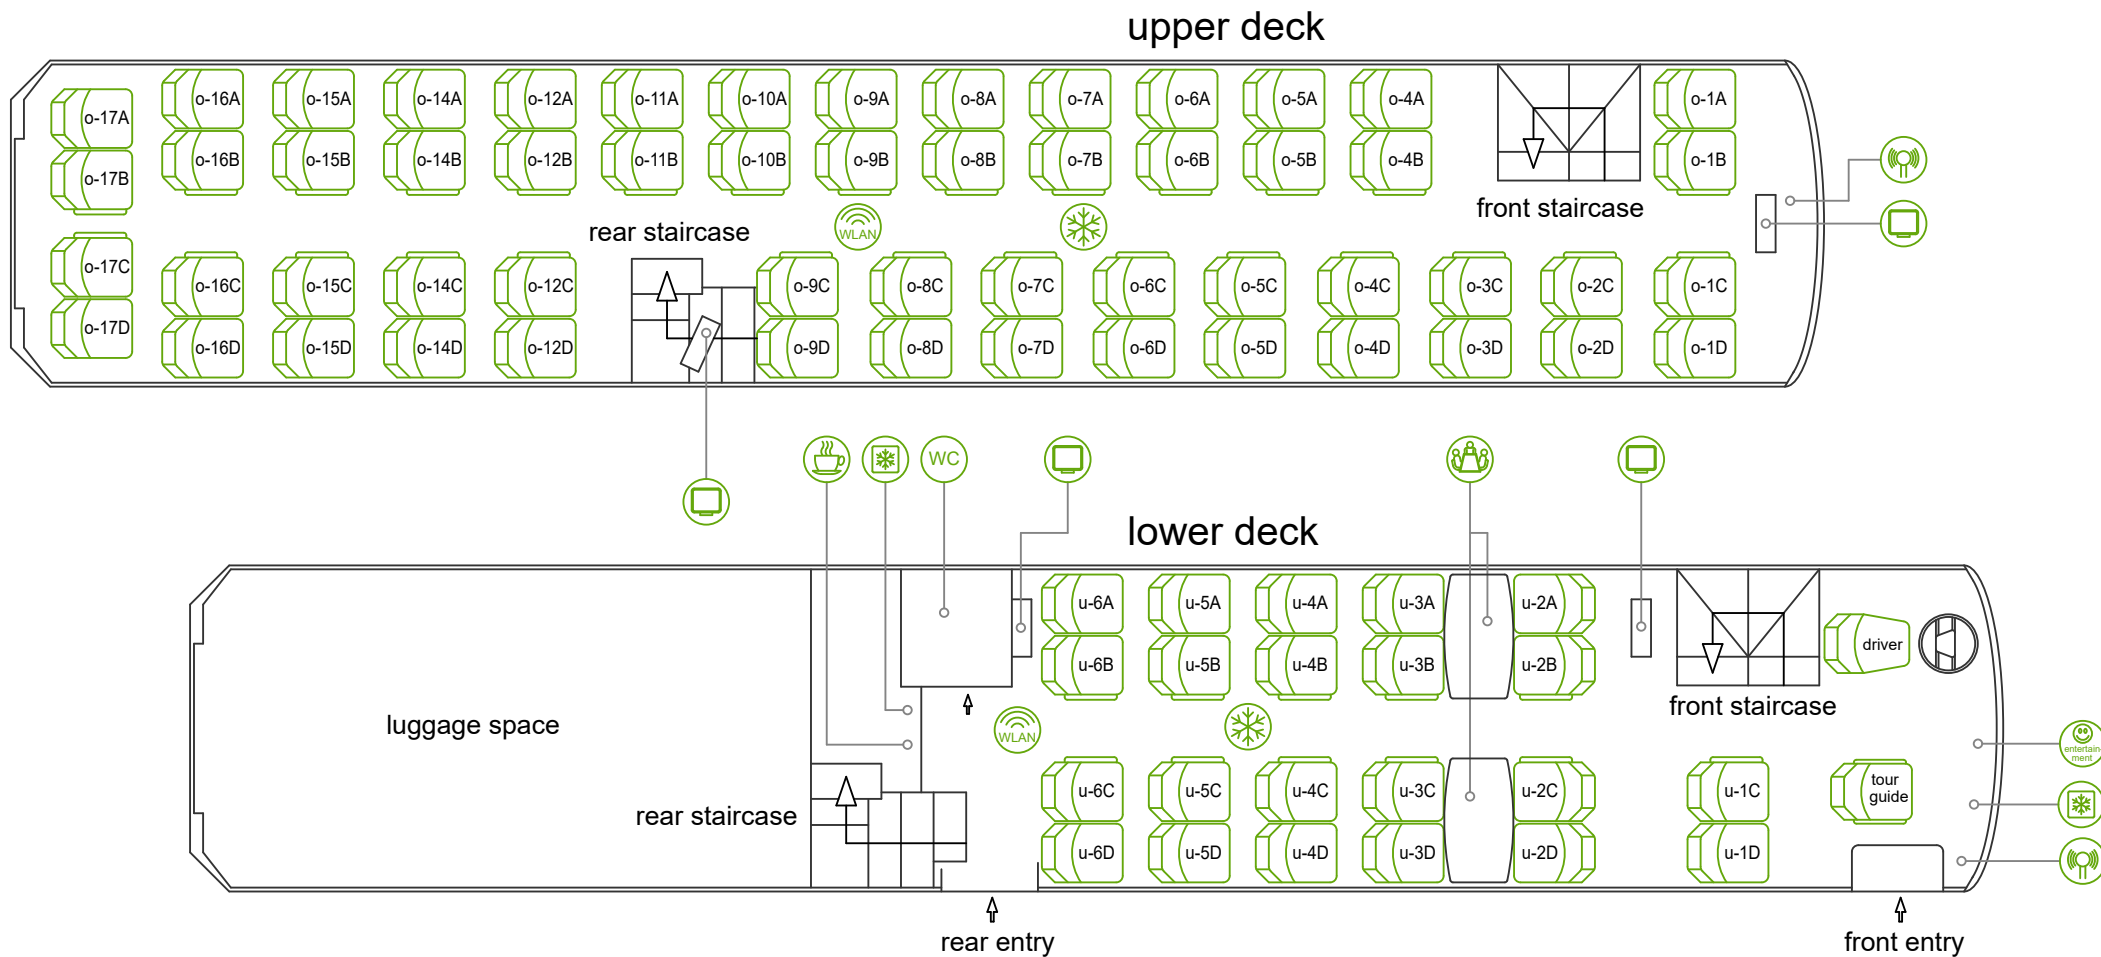 upper deck
o-17A o-16A o-15A o-14A o-12A o-11A o-10A o-9A o-8A o-7A o-6A o-5A o-4A o-1A
o-17B o-16B o-15B o-14B o-12B o-11B o-10B o-9B o-8B o-7B o-6B o-5B o-4B o-1B
front staircase
rear staircase
WLAN
o-17C o-16C o-15C o-14C o-12C o-9C o-8C o-7C o-6C o-5C o-4C o-3C o-2C o-1C
o-17D o-16D o-15D o-14D o-12D o-9D o-8D o-7D o-6D o-5D o-4D o-3D o-2D o-1D
WC
lower deck
u-6A u-5A u-4A u-3A u-2A
driver
u-6B u-5B u-4B u-3B u-2B
front staircase
luggage space
WLAN
entertain-
ment
tour
guide
u-6C u-5C u-4C u-3C u-2C u-1C
rear staircase
u-6D u-5D u-4D u-3D u-2D u-1D
rear entry
front entry